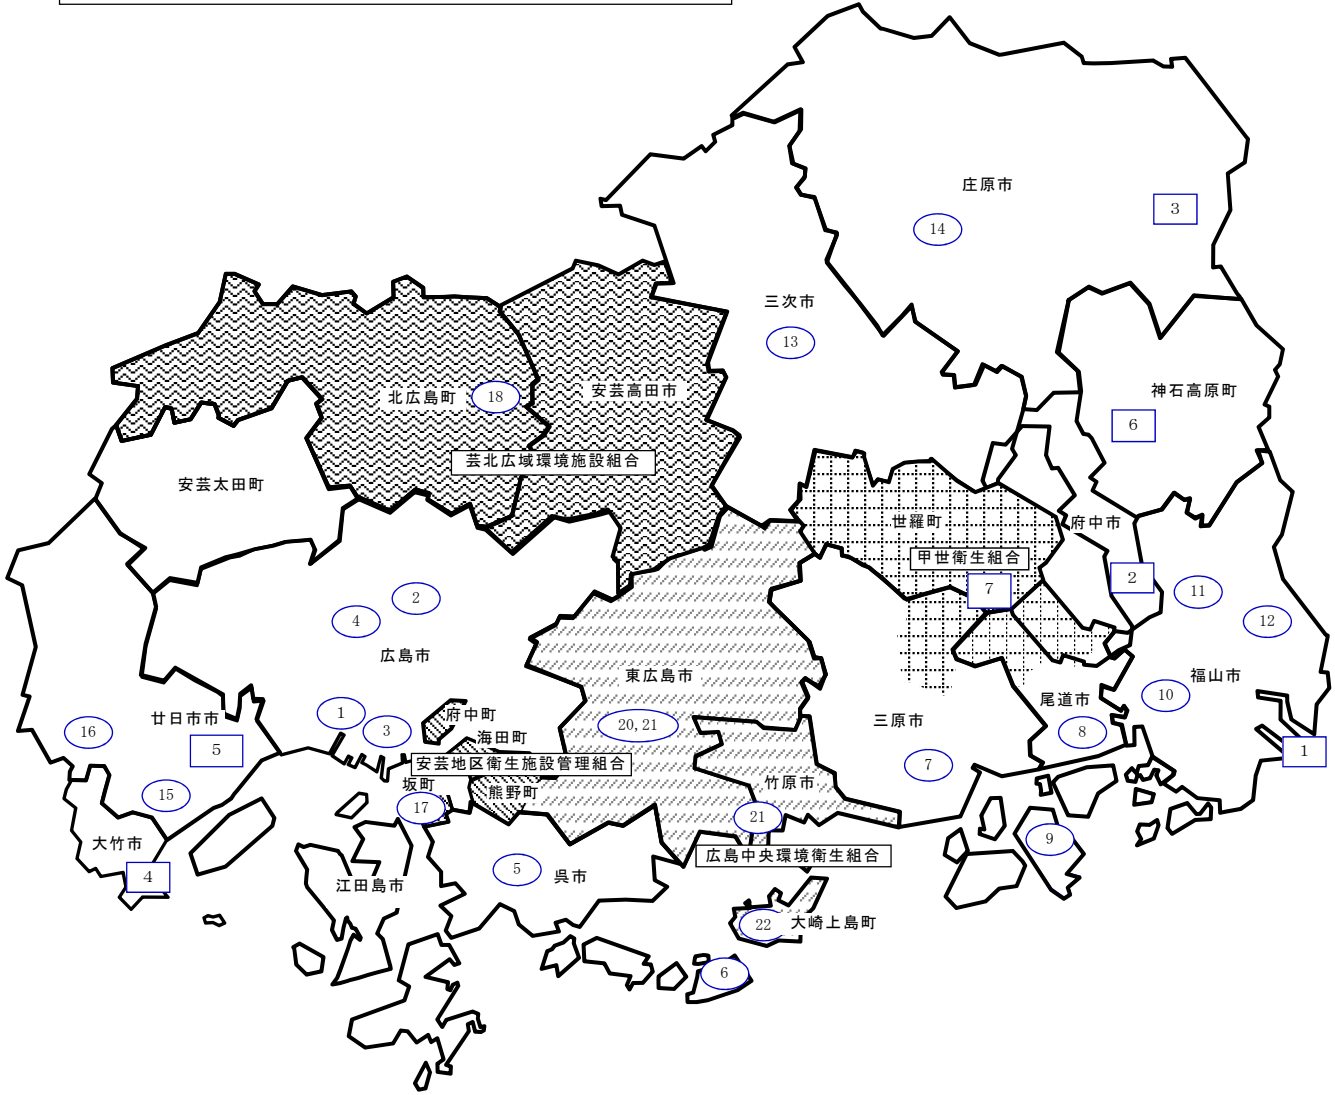 庄原市
3
14
三次市
13
神石高原町
6
北広島町
18
安芸高田市
芸北広域環境施設組合
安芸太田町
世羅町
府中市
甲世衛生組合
7
2
11
12
2
4
広島市
東広島市
福山市
10
尾道市
8
1
16
廿日市市
5
1
3
府中町
海田町
20, 21
三原市
7
安芸地区衛生施設管理組合
坂町
熊野町
竹原市
15
17
21
9
大竹市
4
江田島市
5
呉市
広島中央環境衛生組合
22
大崎上島町
6